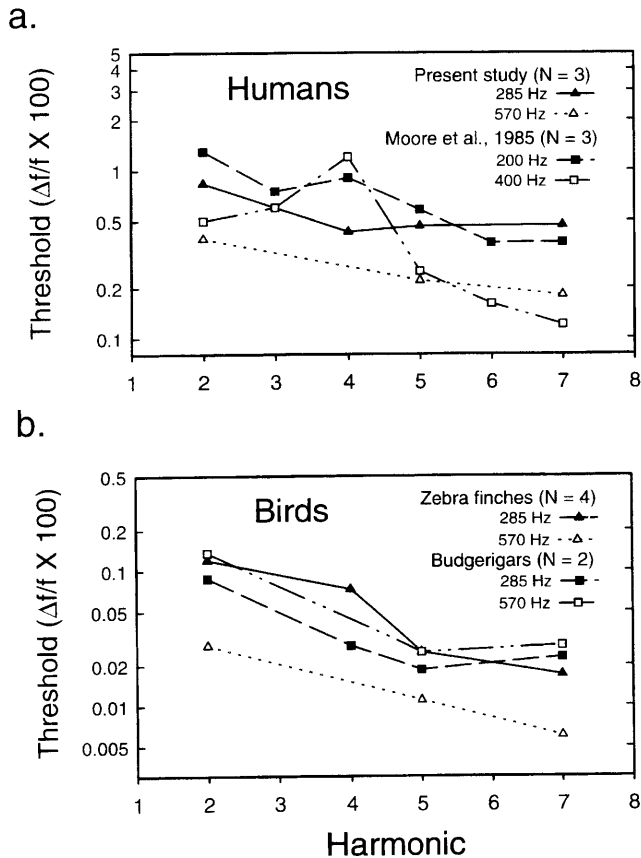 a.
Humans
Present study (N = 3)
285 Hz
570 Hz
Moore et al., 1985 (N = 3)
200 Hz
400 Hz
Threshold (Δf/f X 100)
5
4
3
2
1
0.5
0.2
0.1
1 2 3 4 5 6 7 8
b.
Birds
Zebra finches (N = 4)
285 Hz
570 Hz
Budgerigars (N = 2)
285 Hz
570 Hz
Threshold (Δf/f X 100)
0.5
0.2
0.1
0.05
0.02
0.01
0.005
1 2 3 4 5 6 7 8
Harmonic